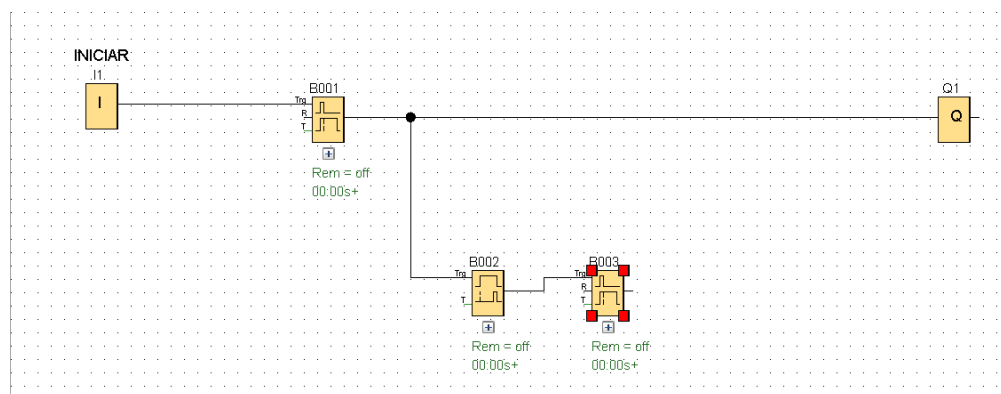 INICIAR
I1
I
B001
Trg
R
T
Rem = off
00:00s+
Q1
Q
B002
Trg
T
Rem = off
00:00s+
B003
Trg
R
T
Rem = off
00:00s+